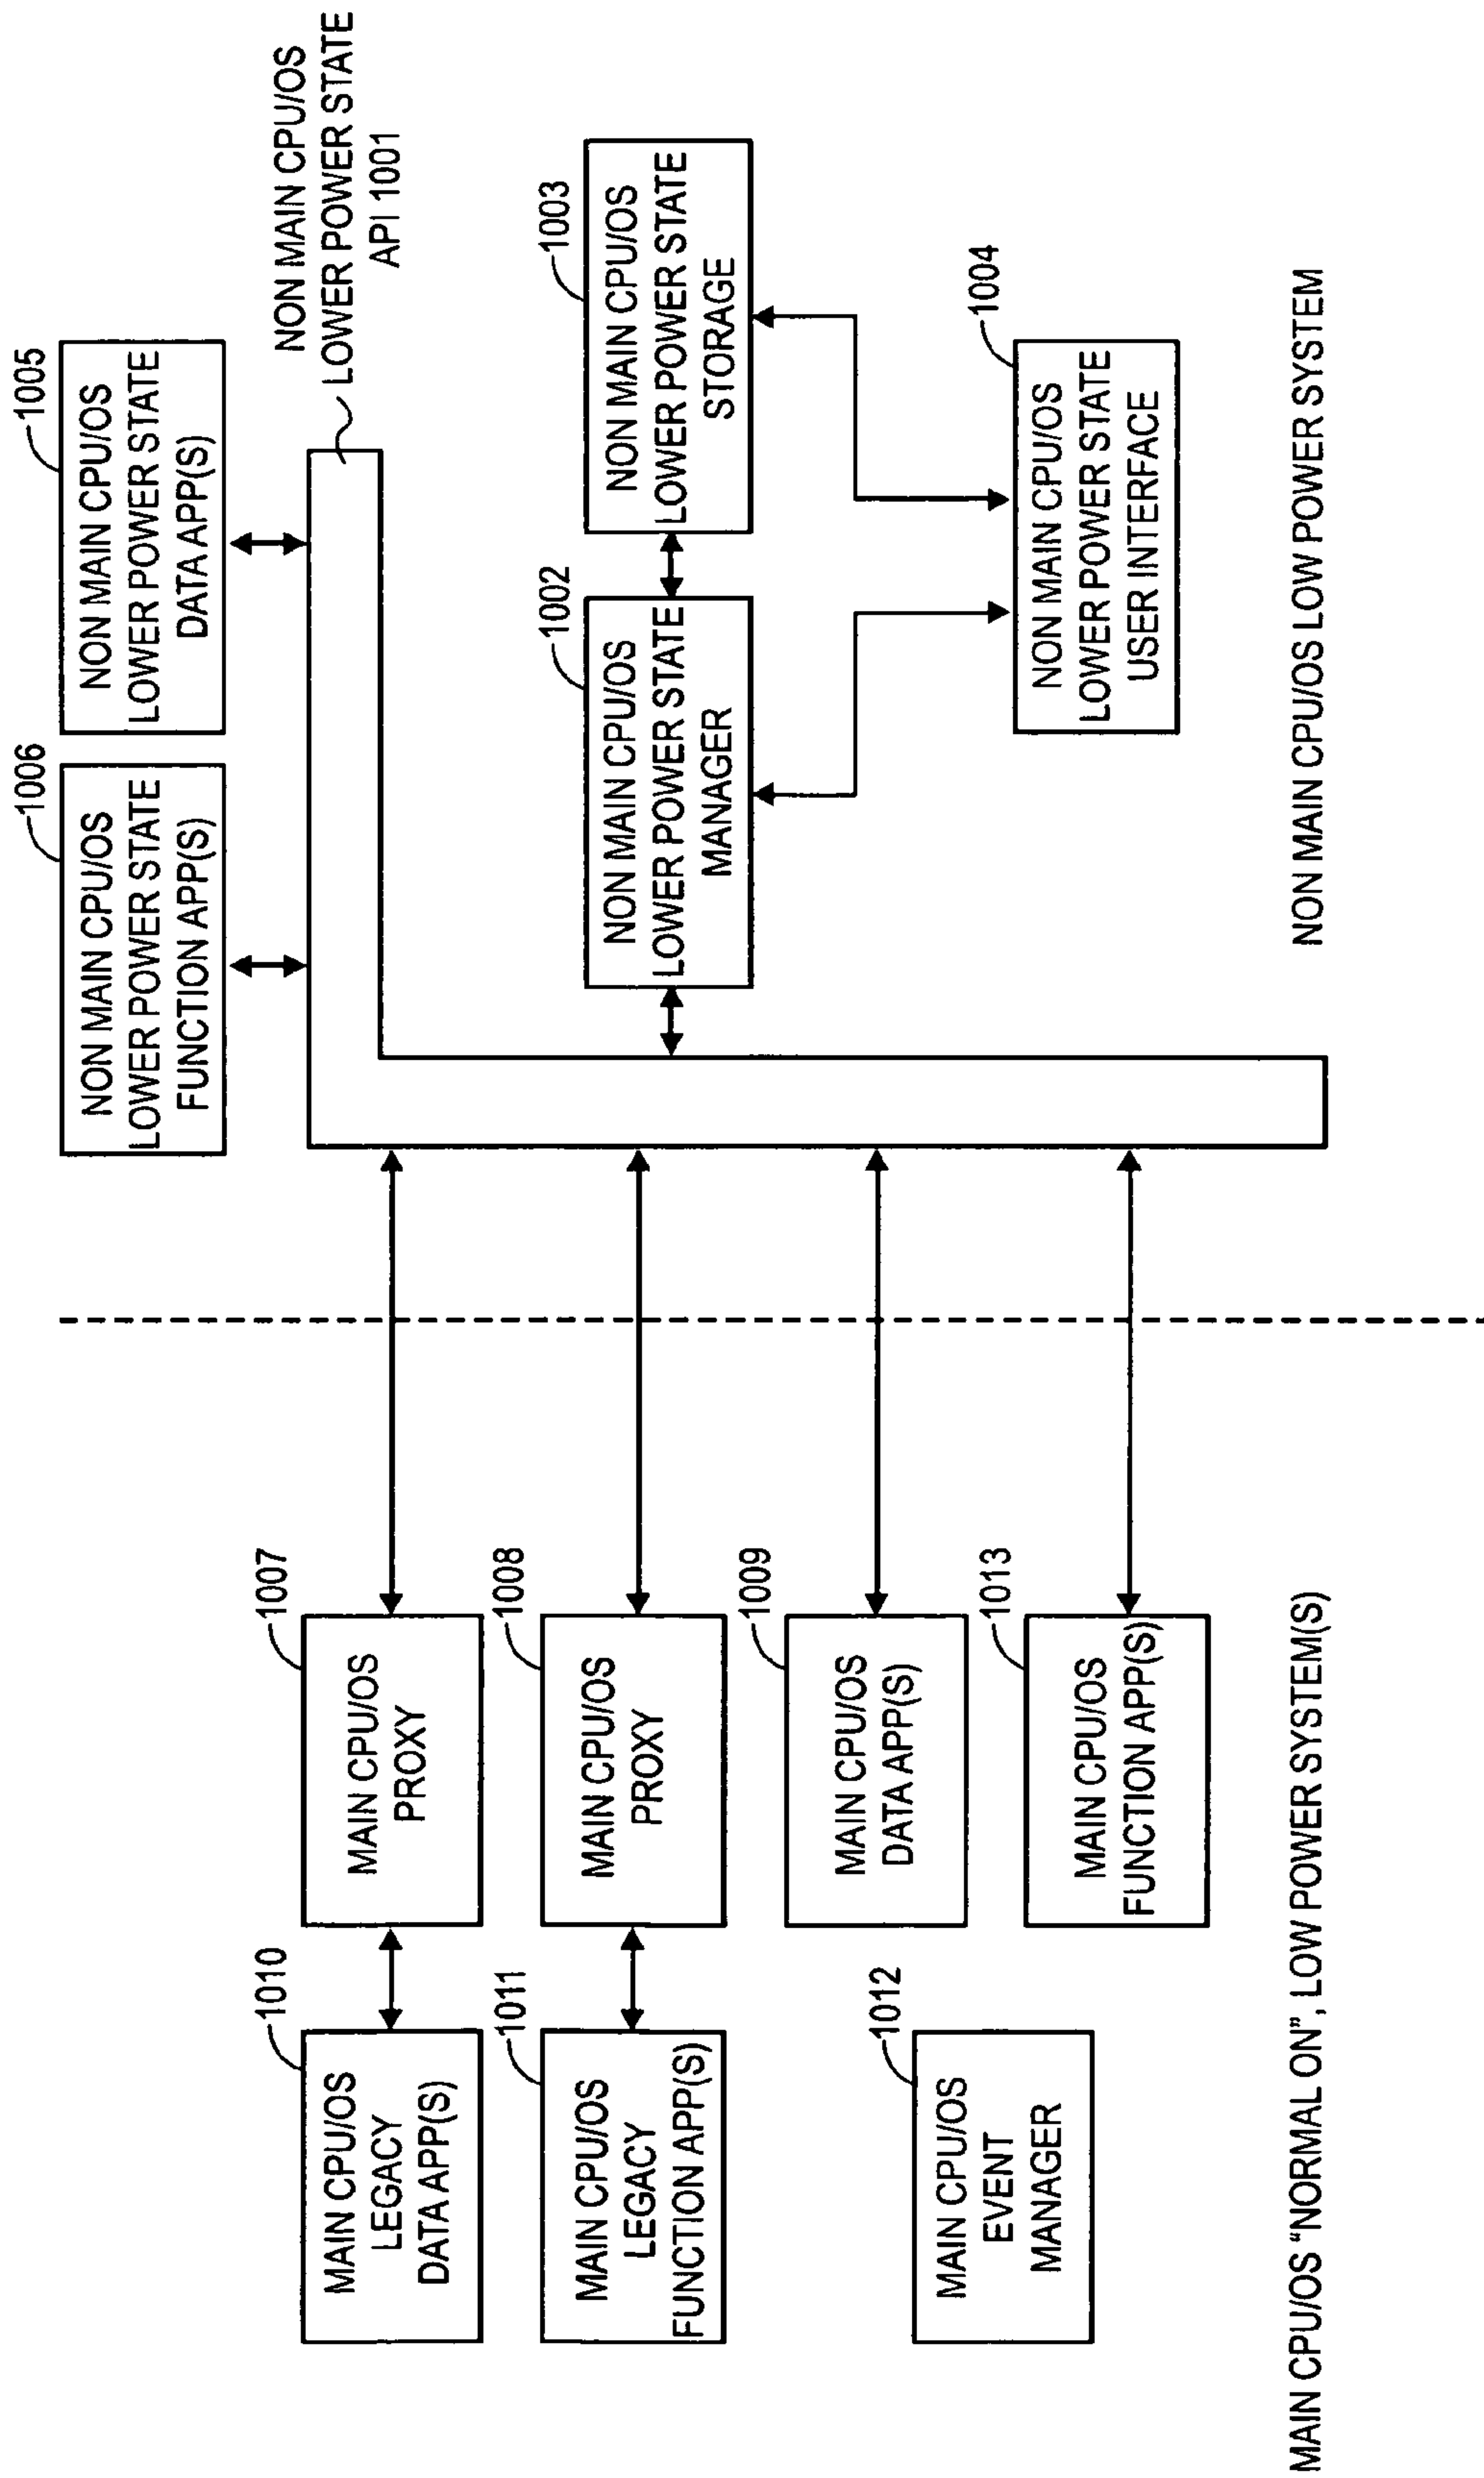 1006
NON MAIN CPU/OS
LOWER POWER STATE
FUNCTION APP(S)
1005
NON MAIN CPU/OS
LOWER POWER STATE
DATA APP(S)
NON MAIN CPU/OS
LOWER POWER STATE
API 1001
1010
MAIN CPU/OS
LEGACY
DATA APP(S)
1007
MAIN CPU/OS
PROXY
1011
MAIN CPU/OS
LEGACY
FUNCTION APP(S)
1008
MAIN CPU/OS
PROXY
1002
NON MAIN CPU/OS
LOWER POWER STATE
MANAGER
1003
NON MAIN CPU/OS
LOWER POWER STATE
STORAGE
1009
MAIN CPU/OS
DATA APP(S)
1012
MAIN CPU/OS
EVENT
MANAGER
1013
MAIN CPU/OS
FUNCTION APP(S)
1004
NON MAIN CPU/OS
LOWER POWER STATE
USER INTERFACE
MAIN CPU/OS “NORMAL ON”, LOW POWER SYSTEM(S)
NON MAIN CPU/OS LOW POWER SYSTEM